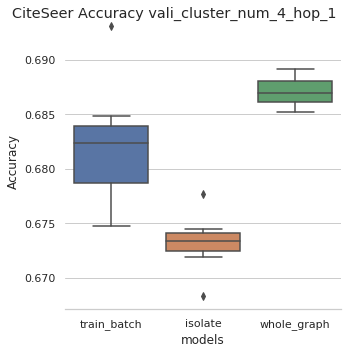 CiteSeer Accuracy vali_cluster_num_4_hop_1
0.690
0.685
0.680
0.675
0.670
Accuracy
train_batch isolate whole_graph
models